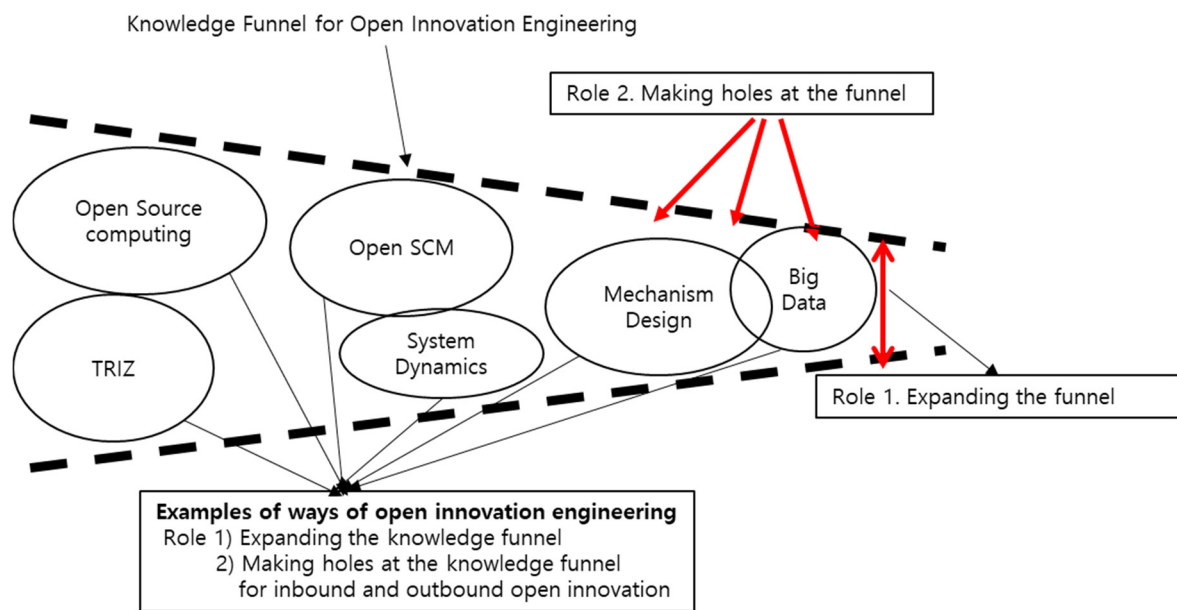 Knowledge Funnel for Open Innovation Engineering
Role 2. Making holes at the funnel
Open Source
computing
Open SCM
Mechanism
Design
Big
Data
TRIZ
System
Dynamics
Role 1. Expanding the funnel
Examples of ways of open innovation engineering
Role 1) Expanding the knowledge funnel
2) Making holes at the knowledge funnel
for inbound and outbound open innovation